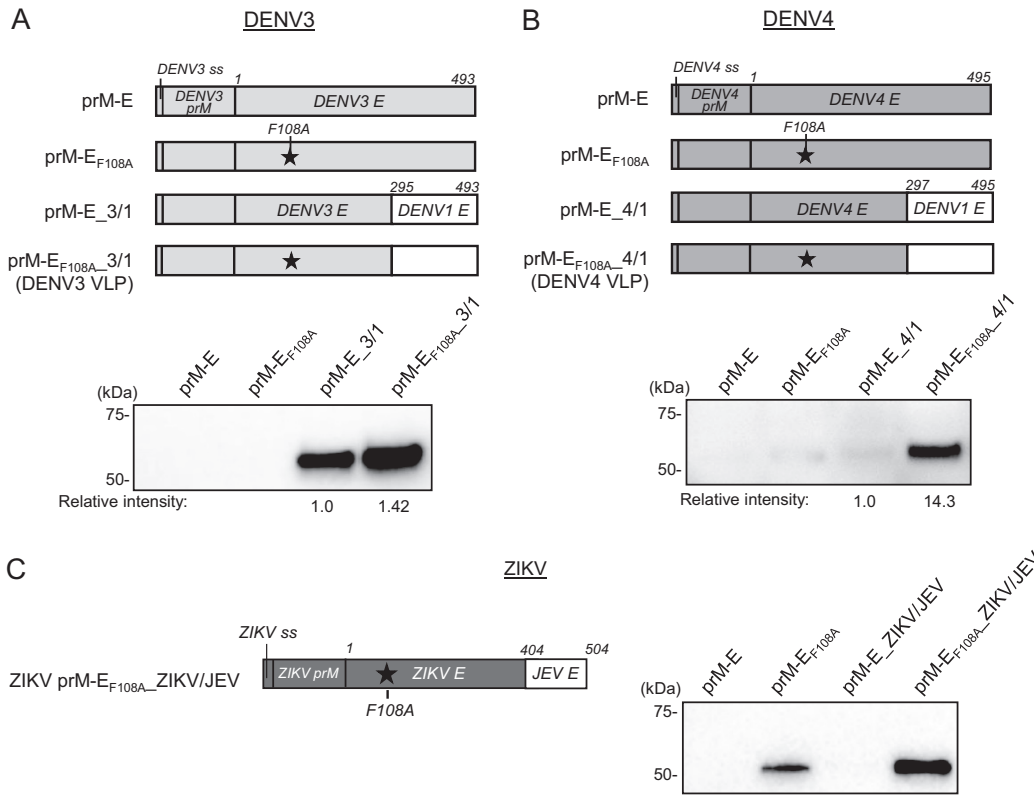 A
DENV3
DENV3 ss
1
493
prM-E
DENV3
prM
DENV3 E
F108A
prM-EF108A
295
493
prM-E_3/1
DENV3 E
DENV1 E
prM-EF108A_3/1
(DENV3 VLP)
prM-E
prM-EF108A
prM-E_3/1
prM-EF108A_3/1
(kDa)
75-
50-
Relative intensity:
1.0
1.42
B
DENV4
DENV4 ss
1
495
prM-E
DENV4
prM
DENV4 E
F108A
prM-EF108A
297
495
prM-E_4/1
DENV4 E
DENV1 E
prM-EF108A_4/1
(DENV4 VLP)
prM-E
prM-EF108A
prM-E_4/1
prM-EF108A_4/1
(kDa)
75-
50-
Relative intensity:
1.0
14.3
C
ZIKV
ZIKV ss
1
404
504
ZIKV prM-EF108A_ZIKV/JEV
ZIKV prM
ZIKV E
JEV E
F108A
prM-E
prM-EF108A
prM-E_ZIKV/JEV
prM-EF108A_ZIKV/JEV
(kDa)
75-
50-